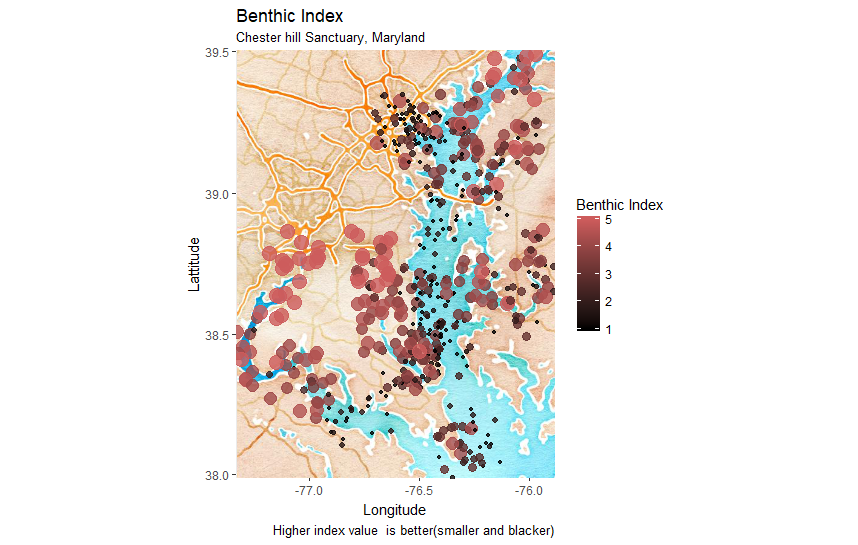 Benthic Index
Chester hill Sanctuary, Maryland
39.5
39.0
38.5
38.0
Lattitude
-77.0 -76.5 -76.0
Longitude
Higher index value is better(smaller and blacker)
Benthic Index
5
4
3
2
1